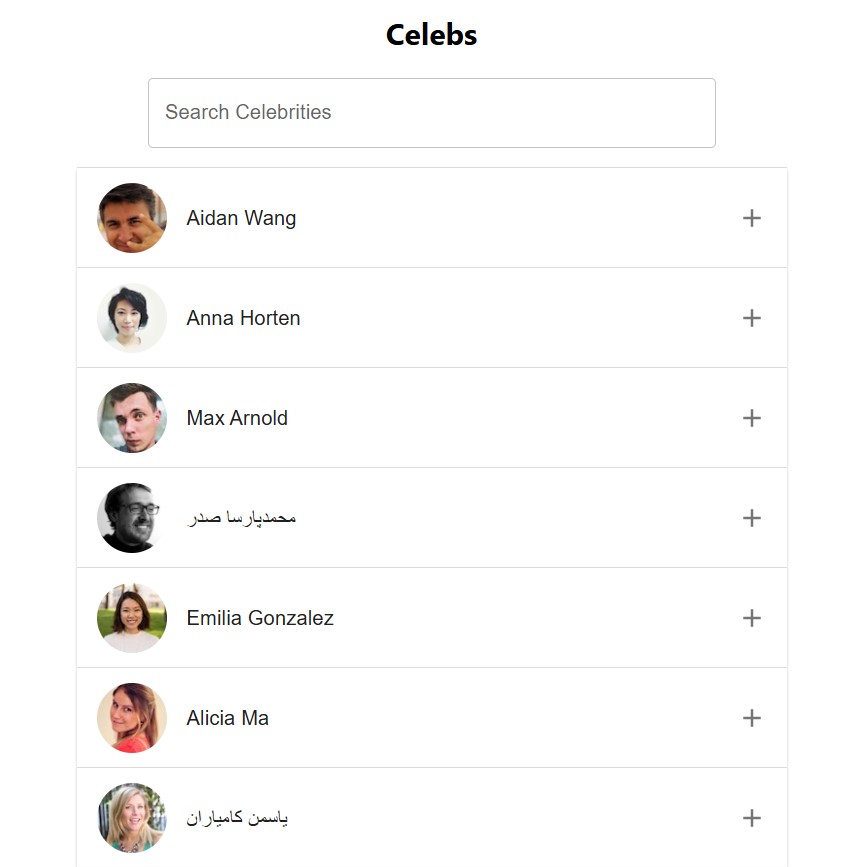 Celebs
Search Celebrities
Aidan Wang
Anna Horten
Max Arnold
محمدپارسا صدر
Emilia Gonzalez
Alicia Ma
یاسمن کامیاران